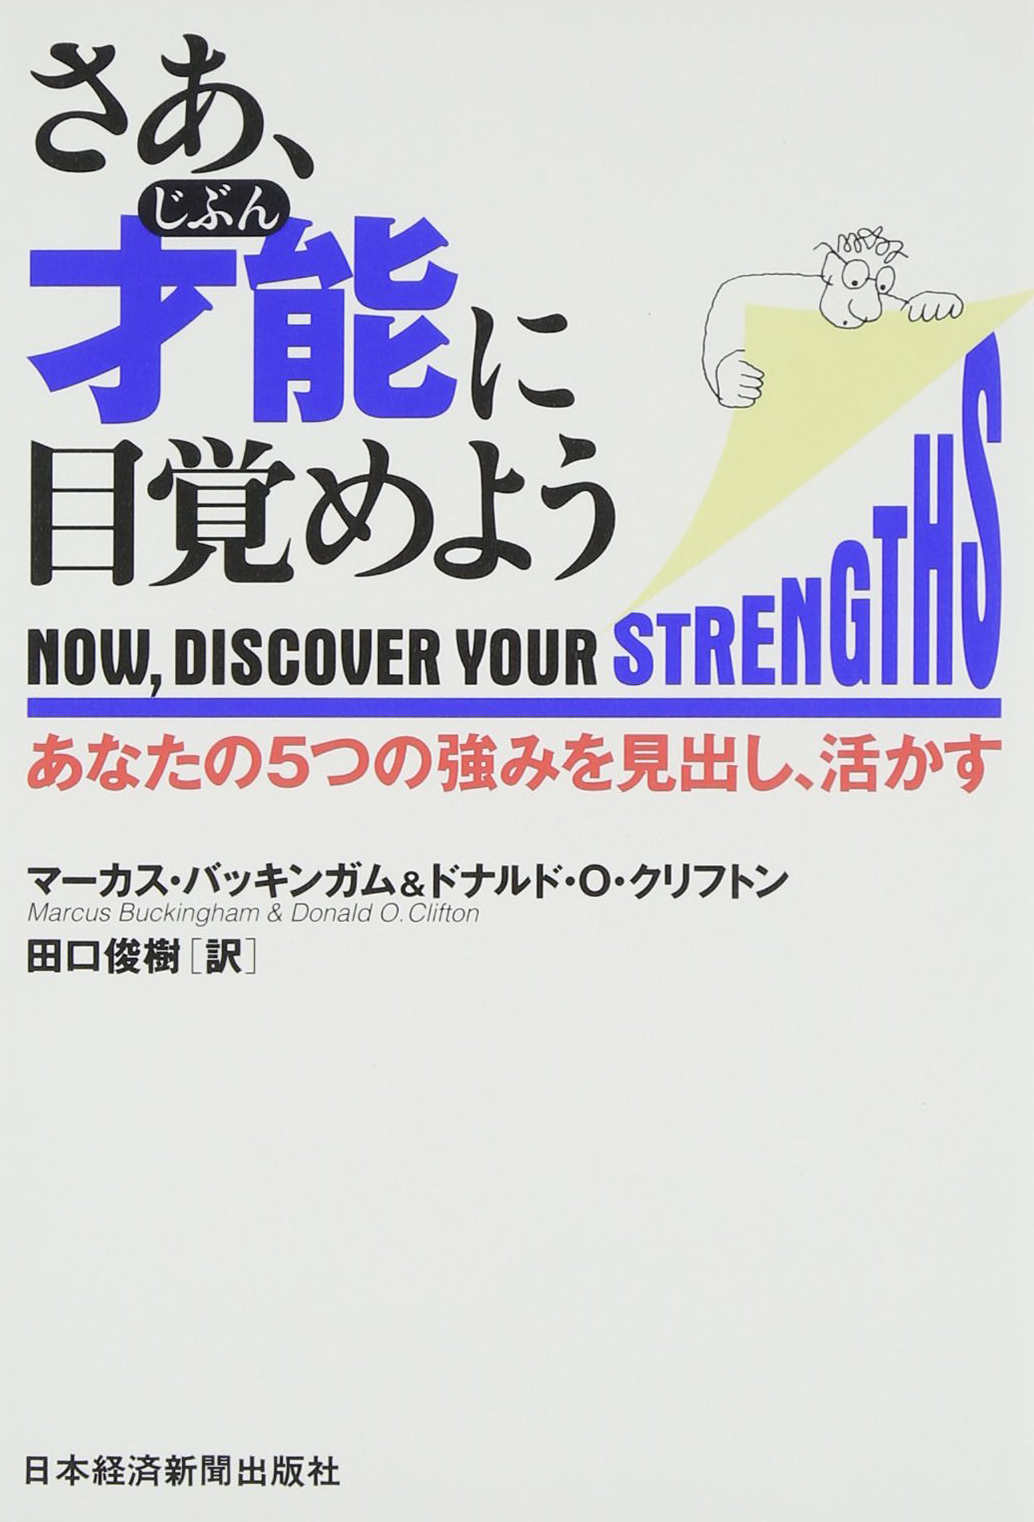 さあ、
じぶん
才能に
目覚めよう
NOW, DISCOVER YOUR STRENGTHS
あなたの5つの強みを見出し、活かす
マーカス・バッキンガム&ドナルド・O・クリフトン
Marcus Buckingham & Donald O. Clifton
田口俊樹[訳]
日本経済新聞出版社